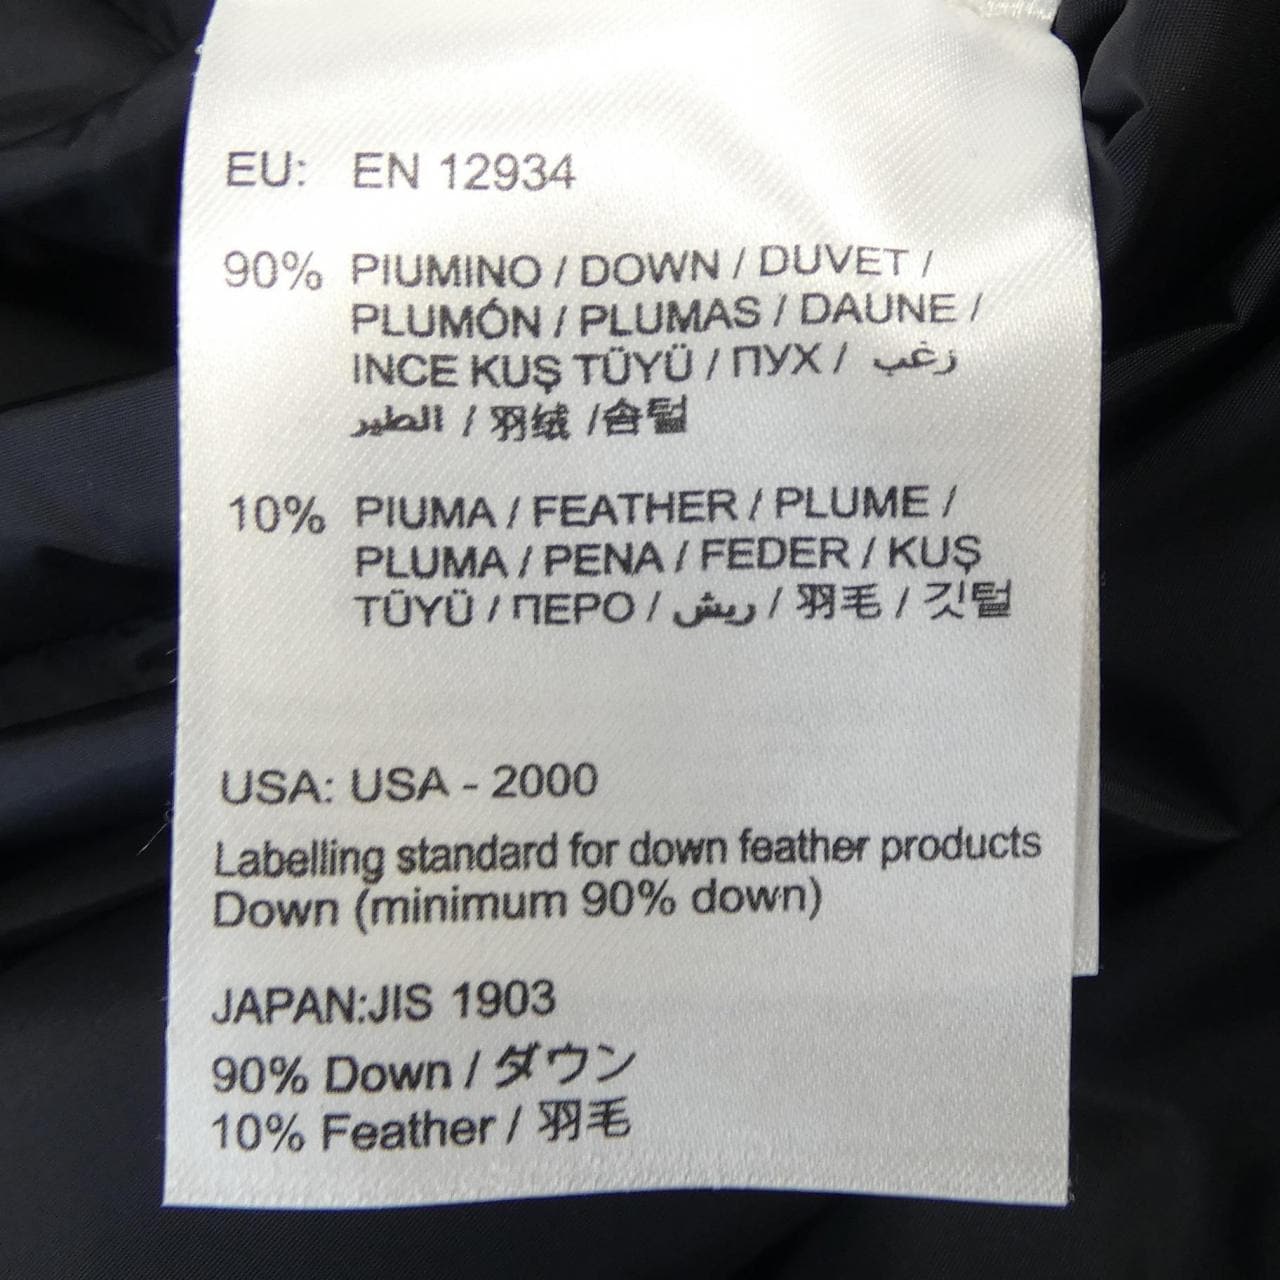 EU: EN 12934
90% PIUMINO / DOWN / DUVET /
PLUMÓN / PLUMAS / DAUNE /
INCE KUŞ TÜYÜ / ПУХ / زغب
الطير / 羽绒 /솜털
10% PIUMA / FEATHER / PLUME /
PLUMA / PENA / FEDER / KUŞ
TÜYÜ / ПЕРО / ريش / 羽毛 / 깃털
USA: USA - 2000
Labelling standard for down feather products
Down (minimum 90% down)
JAPAN:JIS 1903
90% Down / ダウン
10% Feather / 羽毛